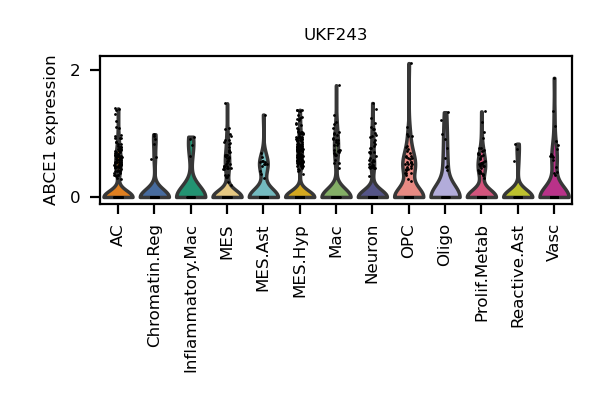 UKF243
ABCE1 expression
2
0
AC
Chromatin.Reg
Inflammatory.Mac
MES
MES.Ast
MES.Hyp
Mac
Neuron
OPC
Oligo
Prolif.Metab
Reactive.Ast
Vasc